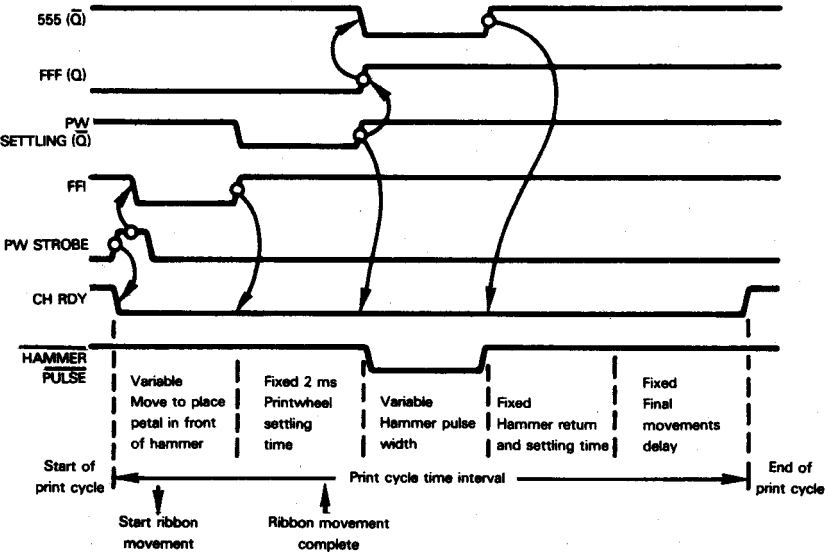 555 (Q̅)
FFF (Q)
PW
SETTLING (Q̅)
FFI
PW STROBE
CH RDY
HAMMER
PULSE
Variable
Move to place
petal in front
of hammer
Fixed 2 ms
Printwheel
settling
time
Variable
Hammer pulse
width
Fixed
Hammer return
and settling time
Fixed
Final
movements
delay
Start of
print cycle
Print cycle time interval
End of
print cycle
Start ribbon
movement
Ribbon movement
complete